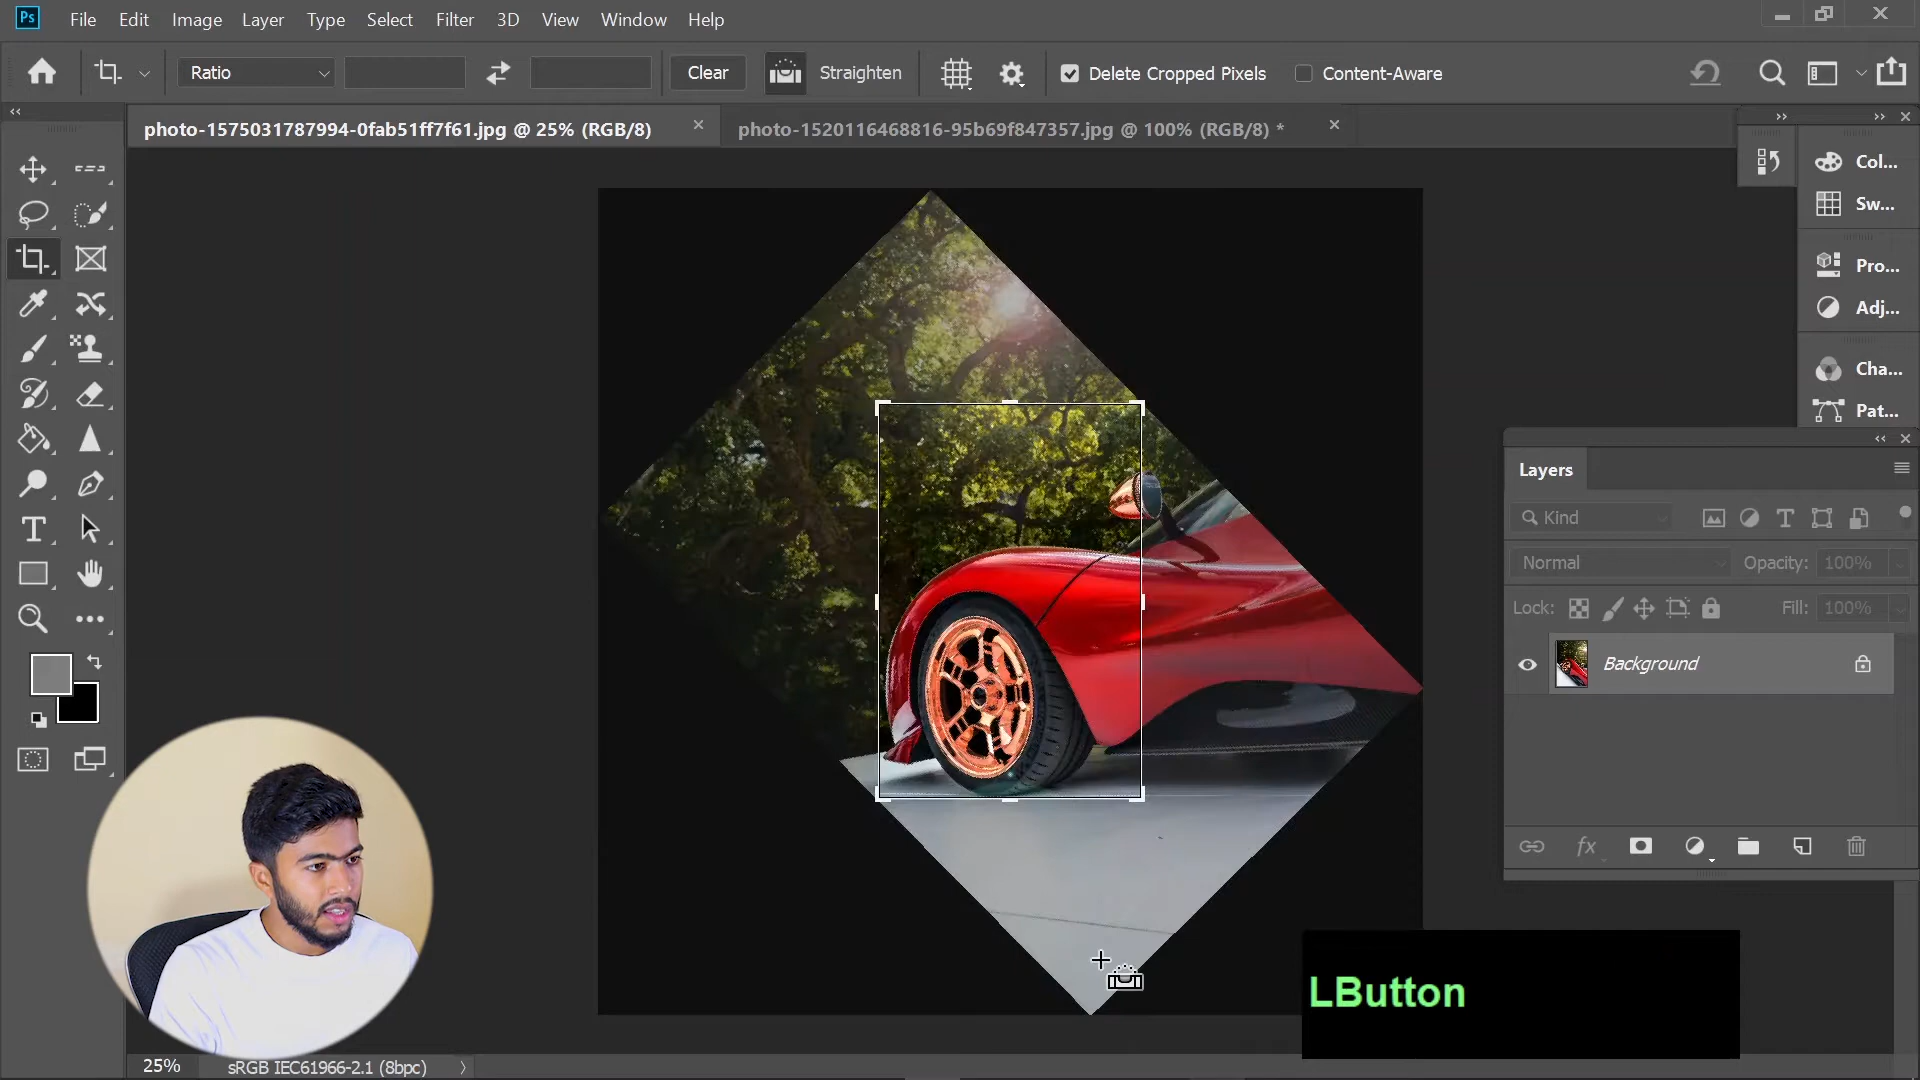 Ps File Edit Image Layer Type Select Filter 3D View Window Help
Ratio Clear Straighten Delete Cropped Pixels Content-Aware
photo-1575031787994-0fab51ff7f61.jpg @ 25% (RGB/8) photo-1520116468816-95b69f847357.jpg @ 100% (RGB/8) *
Col...
Sw...
Pro...
Adj...
Cha...
Pat...
Layers
Kind
Normal Opacity: 100%
Lock: Fill: 100%
Background
LButton
25% sRGB IEC61966-2.1 (8bpc)